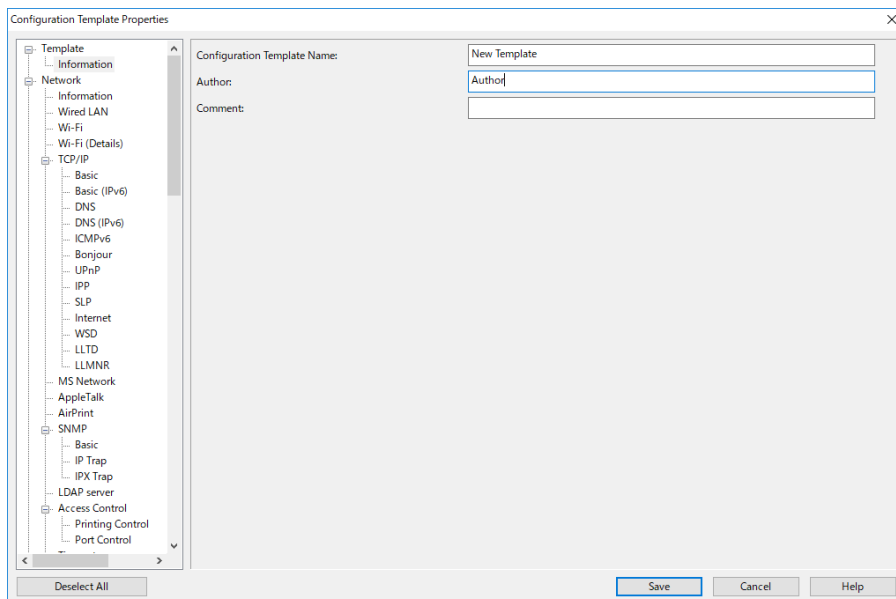 Configuration Template Properties
Template
Information
Network
Information
Wired LAN
Wi-Fi
Wi-Fi (Details)
TCP/IP
Basic
Basic (IPv6)
DNS
DNS (IPv6)
ICMPv6
Bonjour
UPnP
IPP
SLP
Internet
WSD
LLTD
LLMNR
MS Network
AppleTalk
AirPrint
SNMP
Basic
IP Trap
IPX Trap
LDAP server
Access Control
Printing Control
Port Control
Configuration Template Name: New Template
Author: Author
Comment:
Deselect All Save Cancel Help